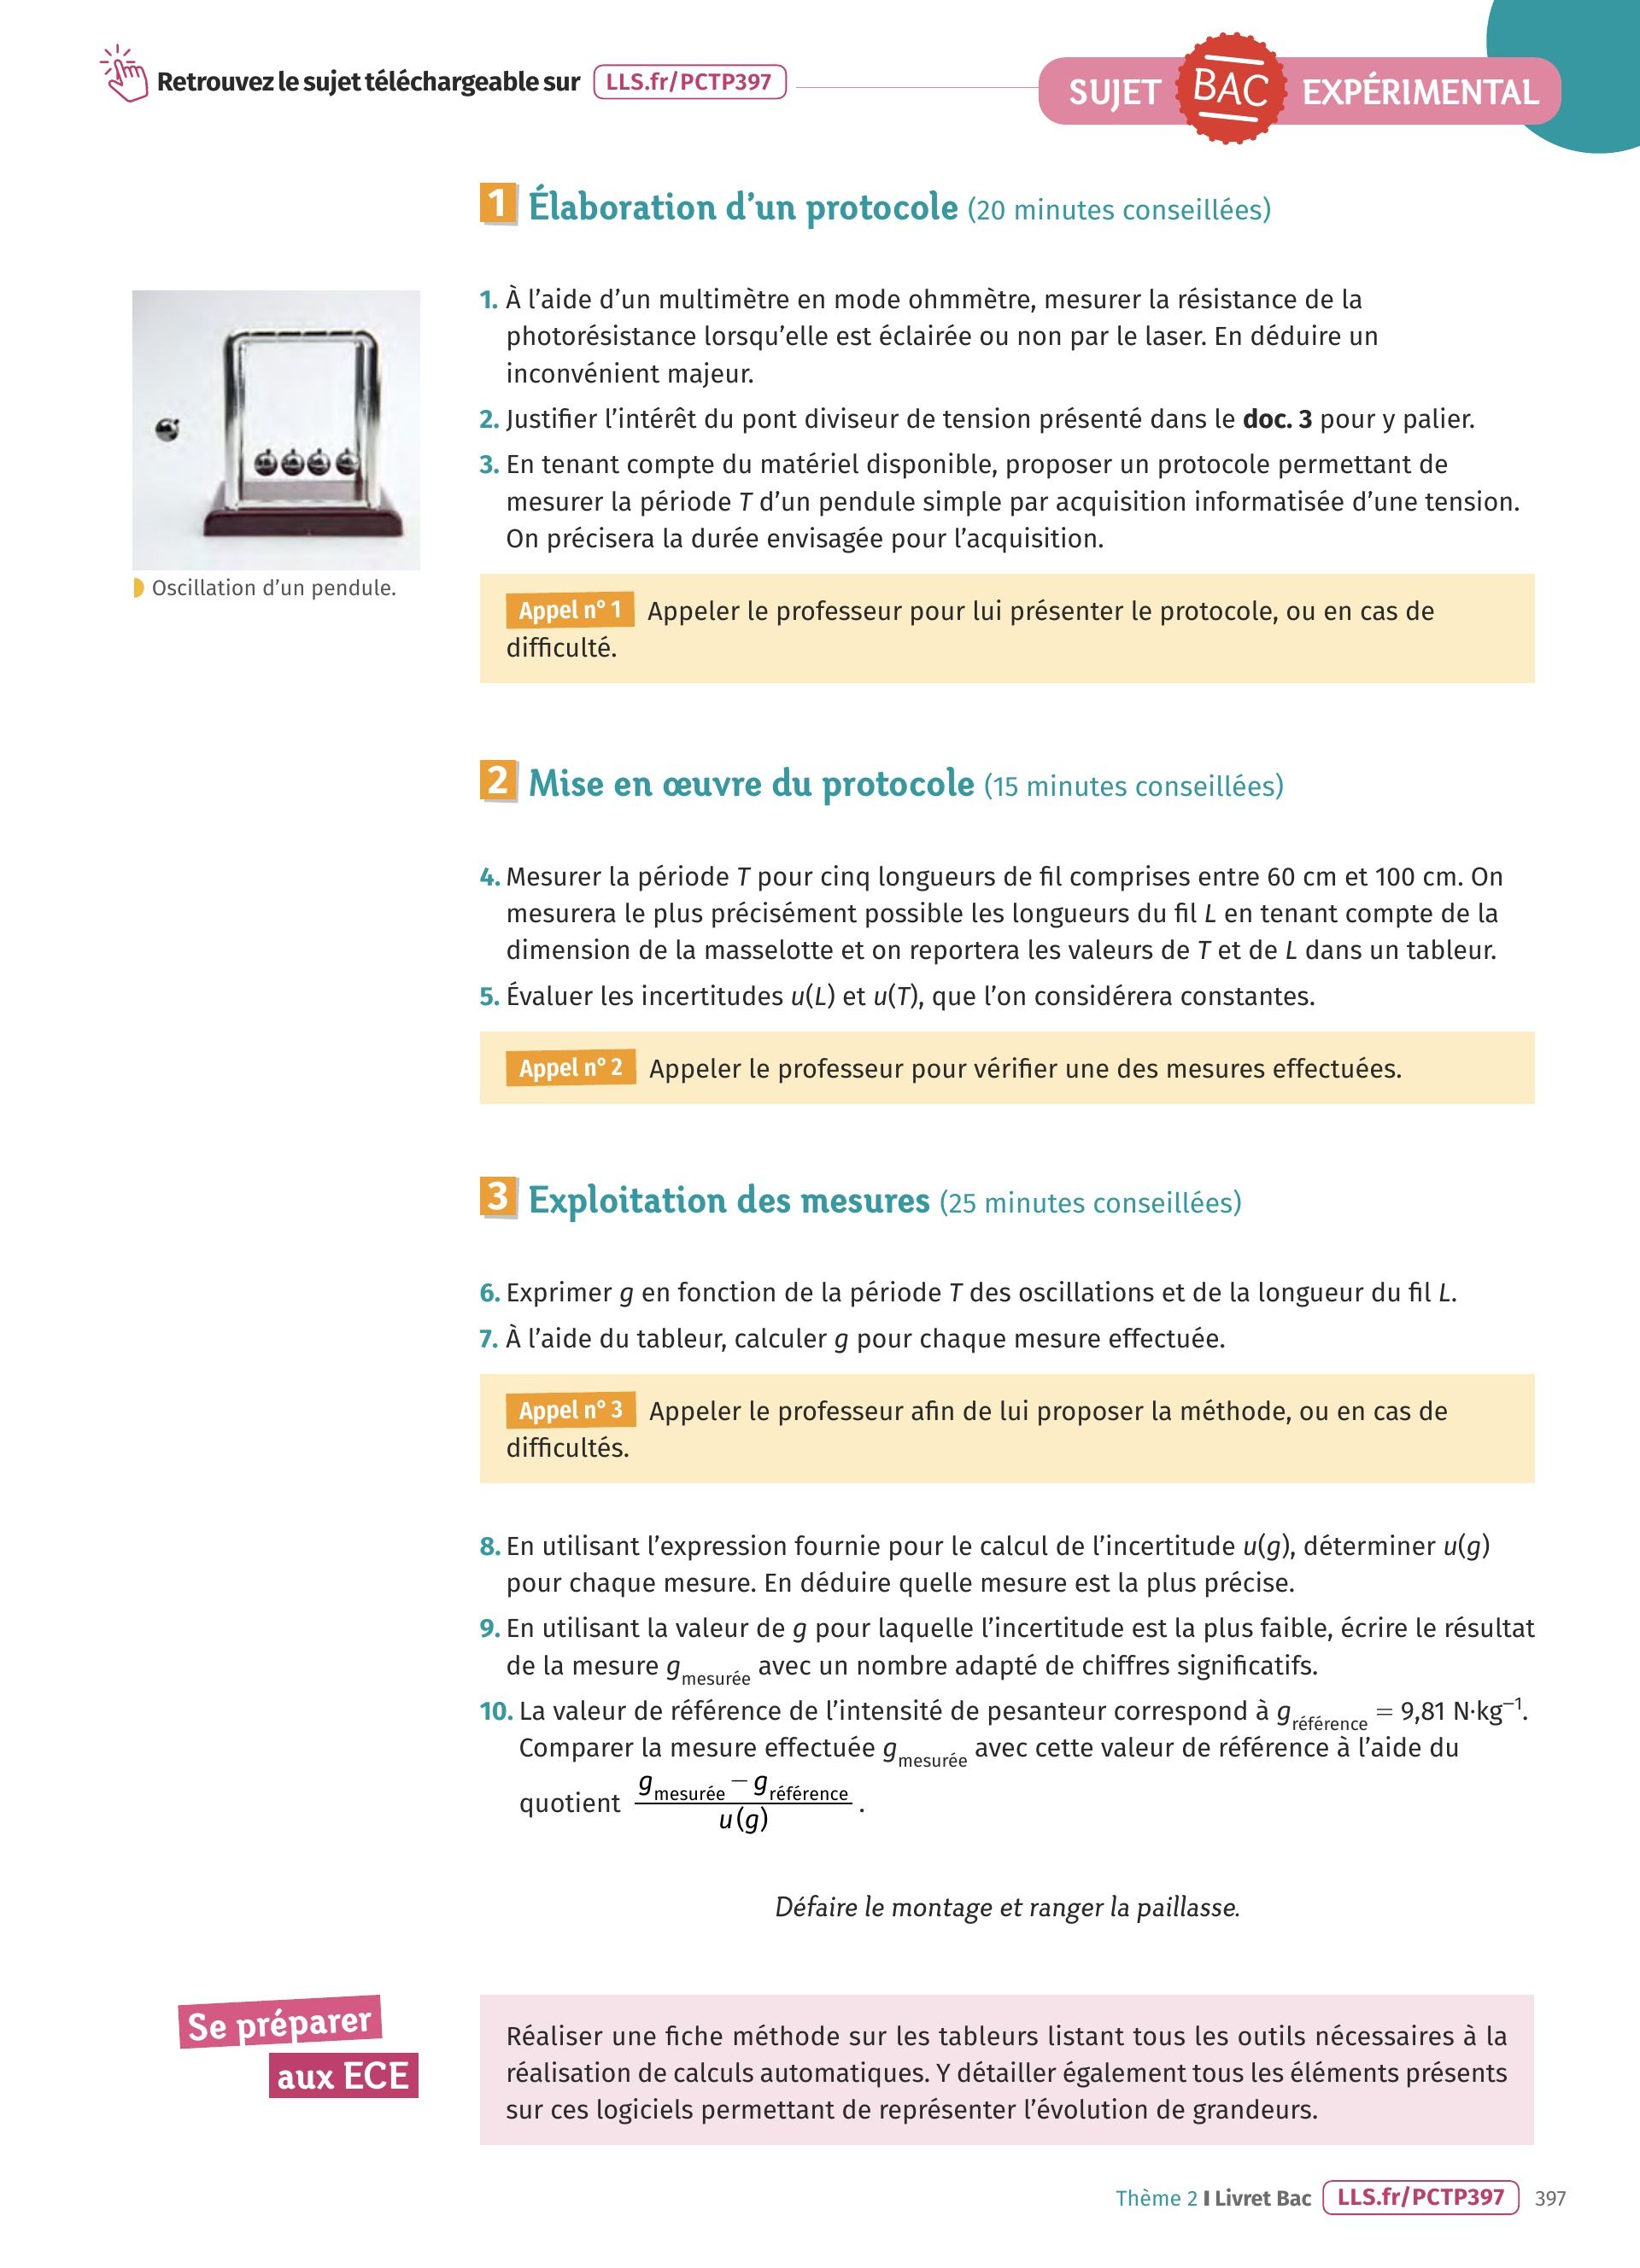 Retrouvez le sujet téléchargeable sur LLS.fr/PCTP397
SUJET BAC EXPÉRIMENTAL
1 Élaboration d’un protocole (20 minutes conseillées)
1. À l’aide d’un multimètre en mode ohmmètre, mesurer la résistance de la
photorésistance lorsqu’elle est éclairée ou non par le laser. En déduire un
inconvénient majeur.
2. Justifier l’intérêt du pont diviseur de tension présenté dans le doc. 3 pour y palier.
3. En tenant compte du matériel disponible, proposer un protocole permettant de
mesurer la période T d’un pendule simple par acquisition informatisée d’une tension.
On précisera la durée envisagée pour l’acquisition.
Oscillation d’un pendule.
Appel n° 1 Appeler le professeur pour lui présenter le protocole, ou en cas de
difficulté.
2 Mise en œuvre du protocole (15 minutes conseillées)
4. Mesurer la période T pour cinq longueurs de fil comprises entre 60 cm et 100 cm. On
mesurera le plus précisément possible les longueurs du fil L en tenant compte de la
dimension de la masselotte et on reportera les valeurs de T et de L dans un tableur.
5. Évaluer les incertitudes u(L) et u(T), que l’on considérera constantes.
Appel n° 2 Appeler le professeur pour vérifier une des mesures effectuées.
3 Exploitation des mesures (25 minutes conseillées)
6. Exprimer g en fonction de la période T des oscillations et de la longueur du fil L.
7. À l’aide du tableur, calculer g pour chaque mesure effectuée.
Appel n° 3 Appeler le professeur afin de lui proposer la méthode, ou en cas de
difficultés.
8. En utilisant l’expression fournie pour le calcul de l’incertitude u(g), déterminer u(g)
pour chaque mesure. En déduire quelle mesure est la plus précise.
9. En utilisant la valeur de g pour laquelle l’incertitude est la plus faible, écrire le résultat
de la mesure g mesurée avec un nombre adapté de chiffres significatifs.
10. La valeur de référence de l’intensité de pesanteur correspond à g référence = 9,81 N·kg⁻¹.
Comparer la mesure effectuée g mesurée avec cette valeur de référence à l’aide du
quotient g mesurée − g référence / u(g) .
Défaire le montage et ranger la paillasse.
Se préparer
aux ECE
Réaliser une fiche méthode sur les tableurs listant tous les outils nécessaires à la
réalisation de calculs automatiques. Y détailler également tous les éléments présents
sur ces logiciels permettant de représenter l’évolution de grandeurs.
Thème 2 I Livret Bac LLS.fr/PCTP397 397